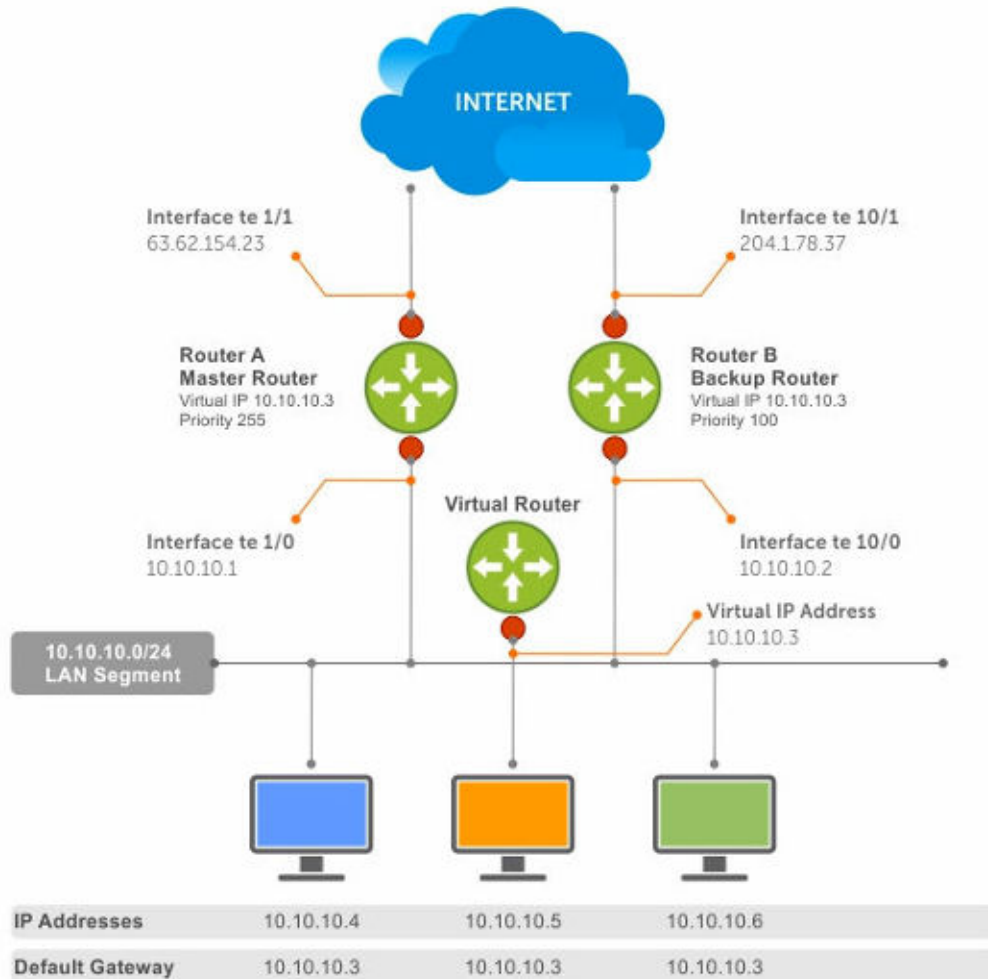 INTERNET
Interface te 1/1
63.62.154.23
Interface te 10/1
204.1.78.37
Router A
Master Router
Virtual IP 10.10.10.3
Priority 255
Router B
Backup Router
Virtual IP 10.10.10.3
Priority 100
Virtual Router
Interface te 1/0
10.10.10.1
Interface te 10/0
10.10.10.2
Virtual IP Address
10.10.10.3
10.10.10.0/24
LAN Segment
IP Addresses 10.10.10.4 10.10.10.5 10.10.10.6
Default Gateway 10.10.10.3 10.10.10.3 10.10.10.3